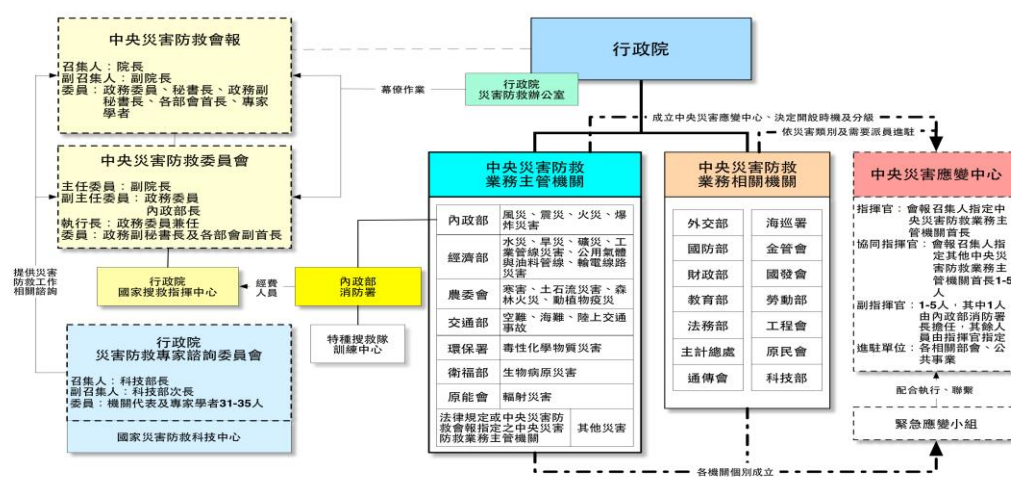 中央災害防救會報
召集人：院長
副召集人：副院長
委員：政務委員、秘書長、政務副
秘書長、各部會首長、專家
學者
行政院
行政院
災害防救辦公室
幕僚作業
成立中央災害應變中心、決定開設時機及分級
依災害類別及需要派員進駐
中央災害防救委員會
主任委員：副院長
副主任委員：政務委員
內政部長
執行長：政務委員兼任
委員：政務副秘書長及各部會副首長
行政院
國家搜救指揮中心
經費
人員
內政部
消防署
特種搜救隊
訓練中心
提供災害
防救工作
相關諮詢
行政院
災害防救專家諮詢委員會
召集人：科技部長
副召集人：科技部次長
委員：機關代表及專家學者31-35人
國家災害防救科技中心
中央災害防救
業務主管機關
內政部
風災、震災、火災、爆
炸災害
經濟部
水災、旱災、礦災、工
業管線災害、公用氣體
與油料管線、輸電線路
災害
農委會
寒害、土石流災害、森
林火災、動植物疫災
交通部
空難、海難、陸上交通
事故
環保署
毒性化學物質災害
衛福部
生物病原災害
原能會
輻射災害
法律規定或中央災害防
救會報指定之中央災害
防救業務主管機關
其他災害
中央災害防救
業務相關機關
外交部
海巡署
國防部
金管會
財政部
國發會
教育部
勞動部
法務部
工程會
主計總處
原民會
通傳會
科技部
中央災害應變中心
指揮官：會報召集人指定中
央災害防救業務主
管機關首長
協同指揮官：會報召集人指
定其他中央災
害防救業務主
管機關首長1-5
人
副指揮官：1-5人，其中1人
由內政部消防署
長擔任，其餘人
員由指揮官指定
進駐單位：各相關部會、公
共事業
配合執行、聯繫
緊急應變小組
各機關個別成立